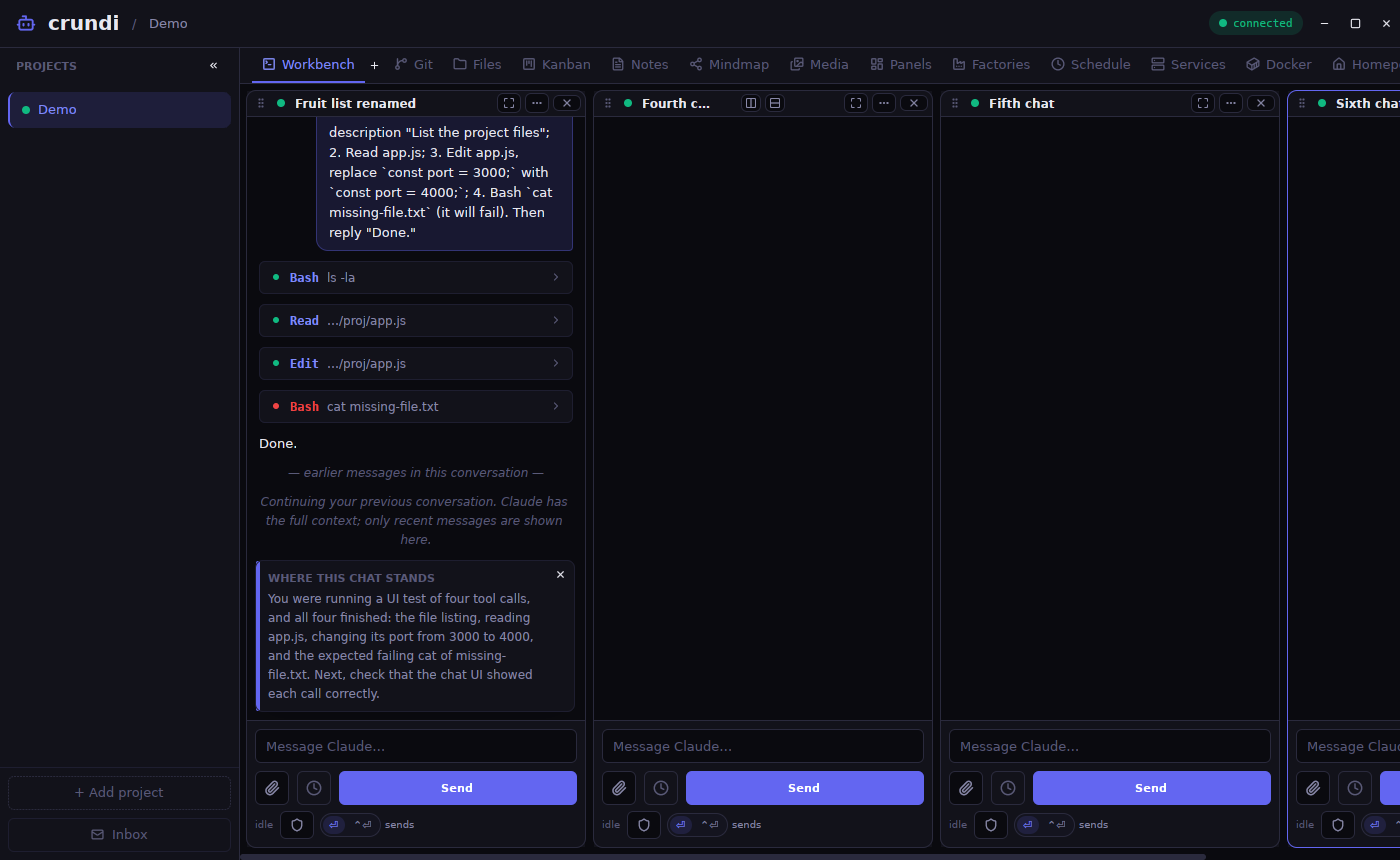 crundi / Demo
connected
PROJECTS «
Workbench + Git Files Kanban Notes Mindmap Media Panels Factories Schedule Services Docker
Demo
Fruit list renamed
description "List the project files";
2. Read app.js; 3. Edit app.js,
replace `const port = 3000;` with
`const port = 4000;`; 4. Bash `cat
missing-file.txt` (it will fail). Then
reply "Done."
Bash ls -la
Read .../proj/app.js
Edit .../proj/app.js
Bash cat missing-file.txt
Done.
— earlier messages in this conversation —
Continuing your previous conversation. Claude has
the full context; only recent messages are shown
here.
WHERE THIS CHAT STANDS
You were running a UI test of four tool calls,
and all four finished: the file listing, reading
app.js, changing its port from 3000 to 4000,
and the expected failing cat of missing-
file.txt. Next, check that the chat UI showed
each call correctly.
Message Claude...
Send
idle ⏎ ⌃⏎ sends
Fourth c...
Message Claude...
Send
idle ⏎ ⌃⏎ sends
Fifth chat
Message Claude...
Send
idle ⏎ ⌃⏎ sends
Sixth
Message
idle ⏎
+ Add project
Inbox